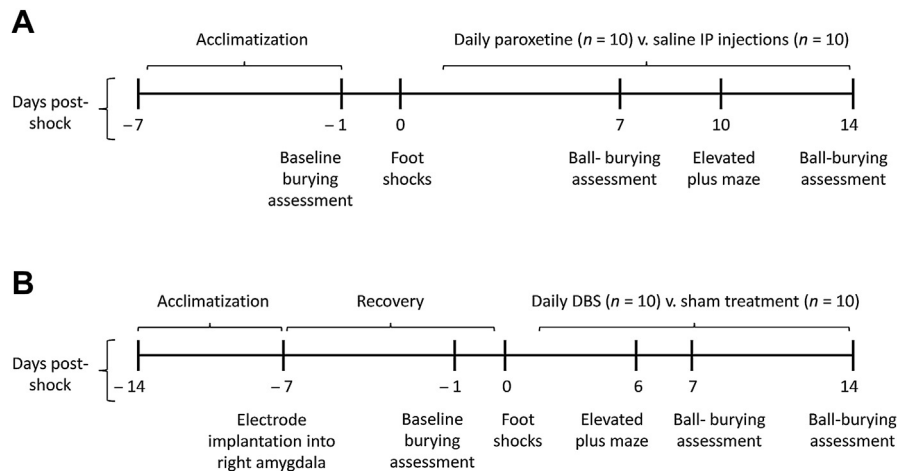 A
Acclimatization
Daily paroxetine (n = 10) v. saline IP injections (n = 10)
Days post-
shock
– 7
– 1
0
7
10
14
Baseline
burying
assessment
Foot
shocks
Ball- burying
assessment
Elevated
plus maze
Ball-burying
assessment
B
Acclimatization
Recovery
Daily DBS (n = 10) v. sham treatment (n = 10)
Days post-
shock
– 14
– 7
– 1
0
6
7
14
Electrode
implantation into
right amygdala
Baseline
burying
assessment
Foot
shocks
Elevated
plus maze
Ball- burying
assessment
Ball-burying
assessment